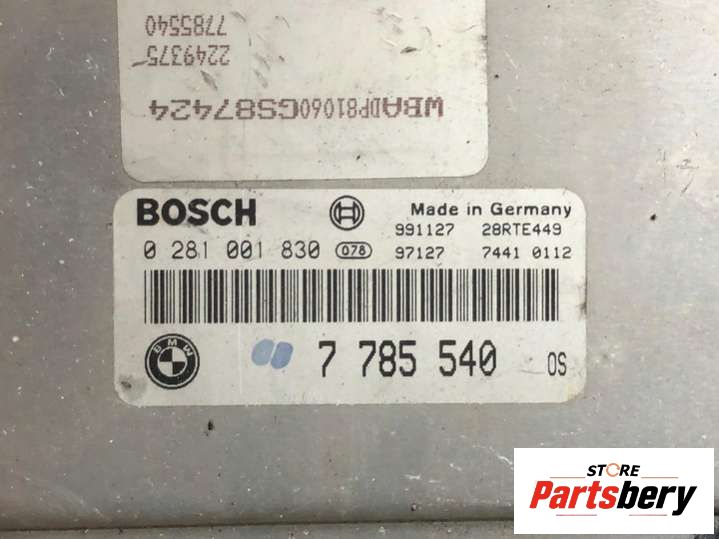 7785540
2249375
WBADP81060GS87424
BOSCH Made in Germany
991127 28RTE449
0 281 001 830 078 97127 7441 0112
BMW 7 785 540 OS
STORE
Partsbery